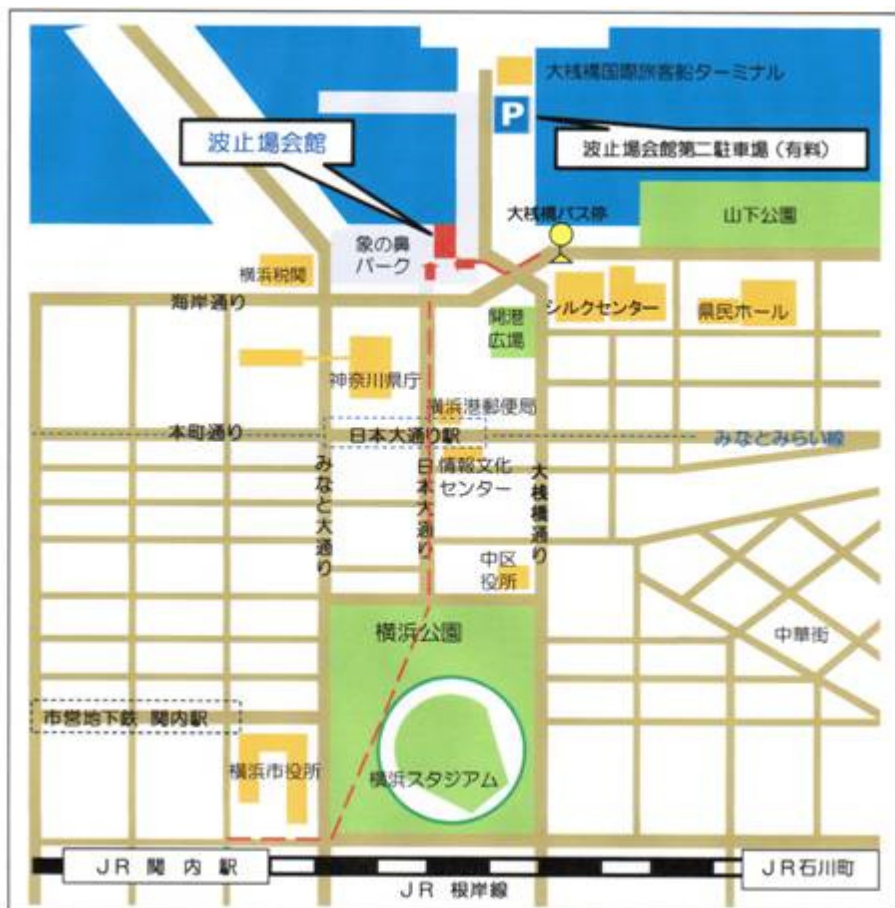 大桟橋国際旅客船ターミナル
P
波止場会館
波止場会館第二駐車場（有料）
大桟橋バス停
山下公園
象の鼻
パーク
横浜税関
海岸通り
シルクセンター
県民ホール
開港
広場
神奈川県庁
横浜港郵便局
本町通り
日本大通り駅
みなとみらい線
情報文化
センター
みなと大通り
日本大通り
大桟橋通り
中区
役所
横浜公園
中華街
市営地下鉄 関内駅
横浜市役所
横浜スタジアム
JR 関内駅
JR石川町
JR 根岸線